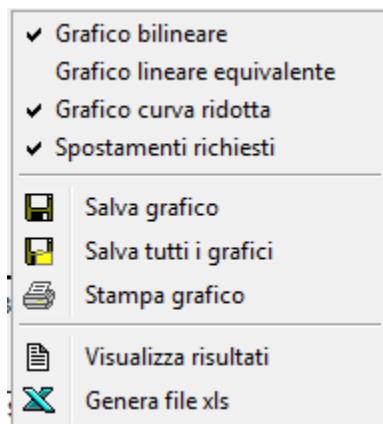 Grafico bilineare
Grafico lineare equivalente
Grafico curva ridotta
Spostamenti richiesti
Salva grafico
Salva tutti i grafici
Stampa grafico
Visualizza risultati
Genera file xls